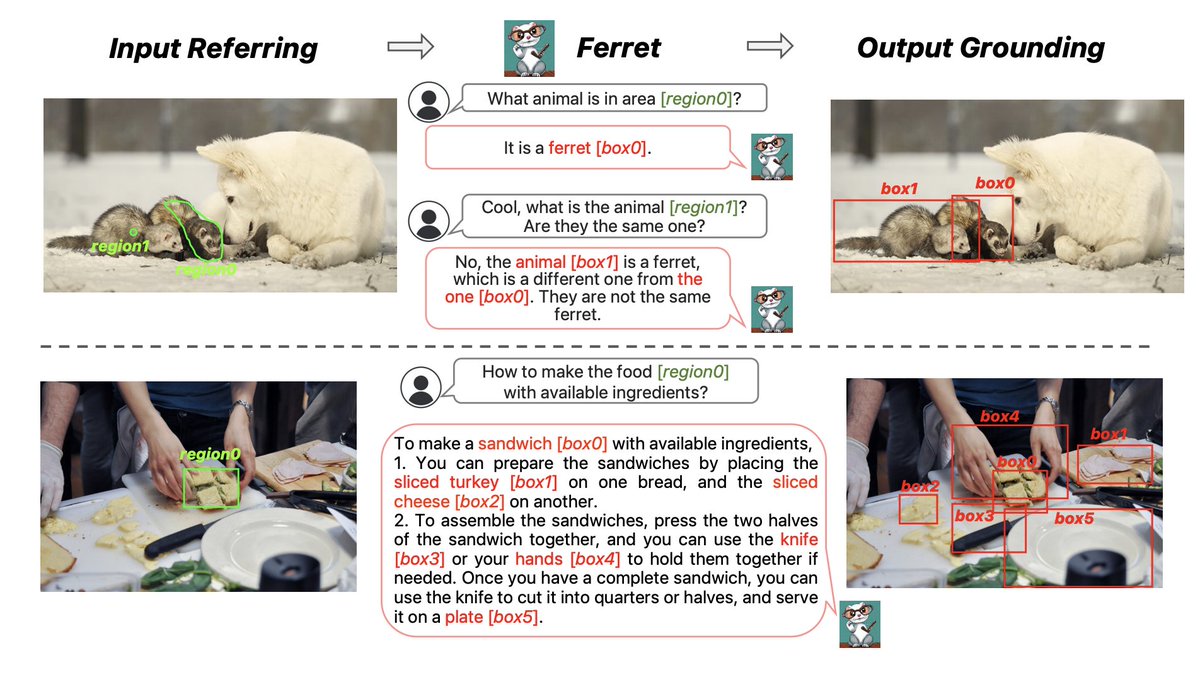 Input Referring
Ferret
Output Grounding
What animal is in area [region0]?
It is a ferret [box0].
Cool, what is the animal [region1]?
Are they the same one?
No, the animal [box1] is a ferret,
which is a different one from the
one [box0]. They are not the same
ferret.
region1
region0
box1
box0
How to make the food [region0]
with available ingredients?
To make a sandwich [box0] with available ingredients,
1. You can prepare the sandwiches by placing the
sliced turkey [box1] on one bread, and the sliced
cheese [box2] on another.
2. To assemble the sandwiches, press the two halves
of the sandwich together, and you can use the knife
[box3] or your hands [box4] to hold them together if
needed. Once you have a complete sandwich, you can
use the knife to cut it into quarters or halves, and serve
it on a plate [box5].
region0
box4
box1
box0
box2
box3
box5